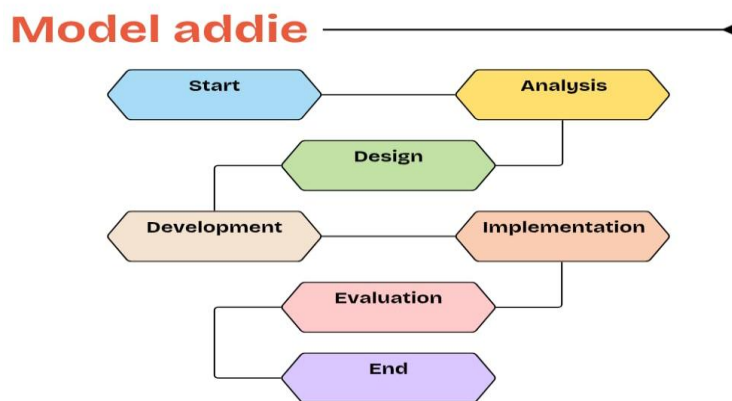 Model addie
Start
Analysis
Design
Development
Implementation
Evaluation
End